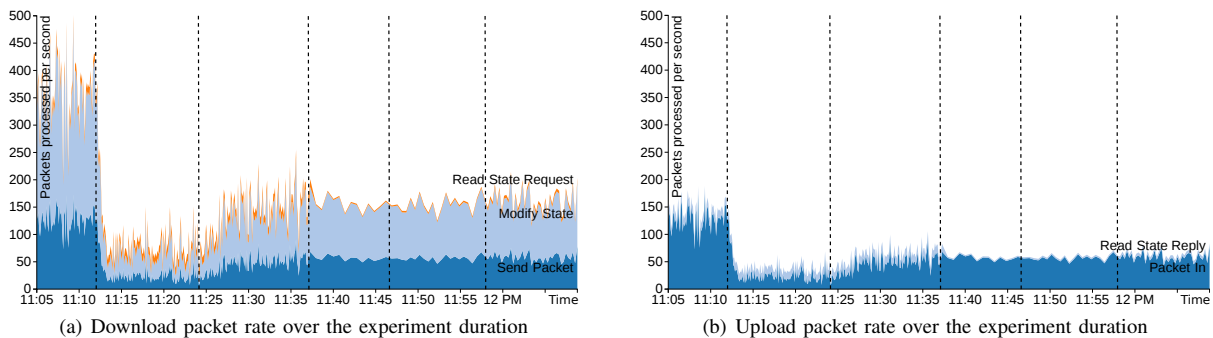 500
450
400
350
300
250
200
150
100
50
0
Packets processed per second
Read State Request
Modify State
Send Packet
11:05 11:10 11:15 11:20 11:25 11:30 11:35 11:40 11:45 11:50 11:55 12 PM Time
(a) Download packet rate over the experiment duration
500
450
400
350
300
250
200
150
100
50
0
Packets processed per second
Read State Reply
Packet In
11:05 11:10 11:15 11:20 11:25 11:30 11:35 11:40 11:45 11:50 11:55 12 PM Time
(b) Upload packet rate over the experiment duration